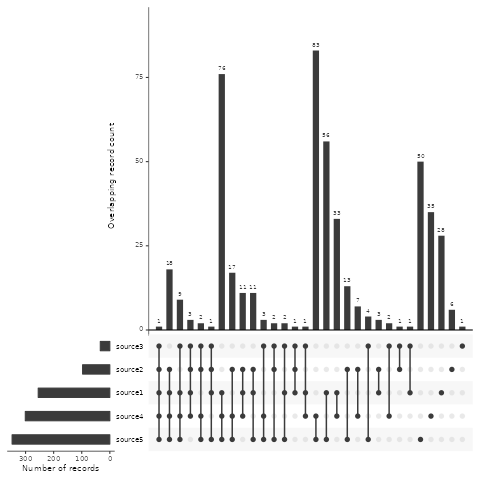 83
76
75
56
50
50
35
33
28
25
18
17
13
11 11
9
7
6
4
3 3 3
2 2 2 2
1 1 1 1 1 1 1
0
Overlapping record count
source3
source2
source1
source4
source5
300 200 100 0
Number of records